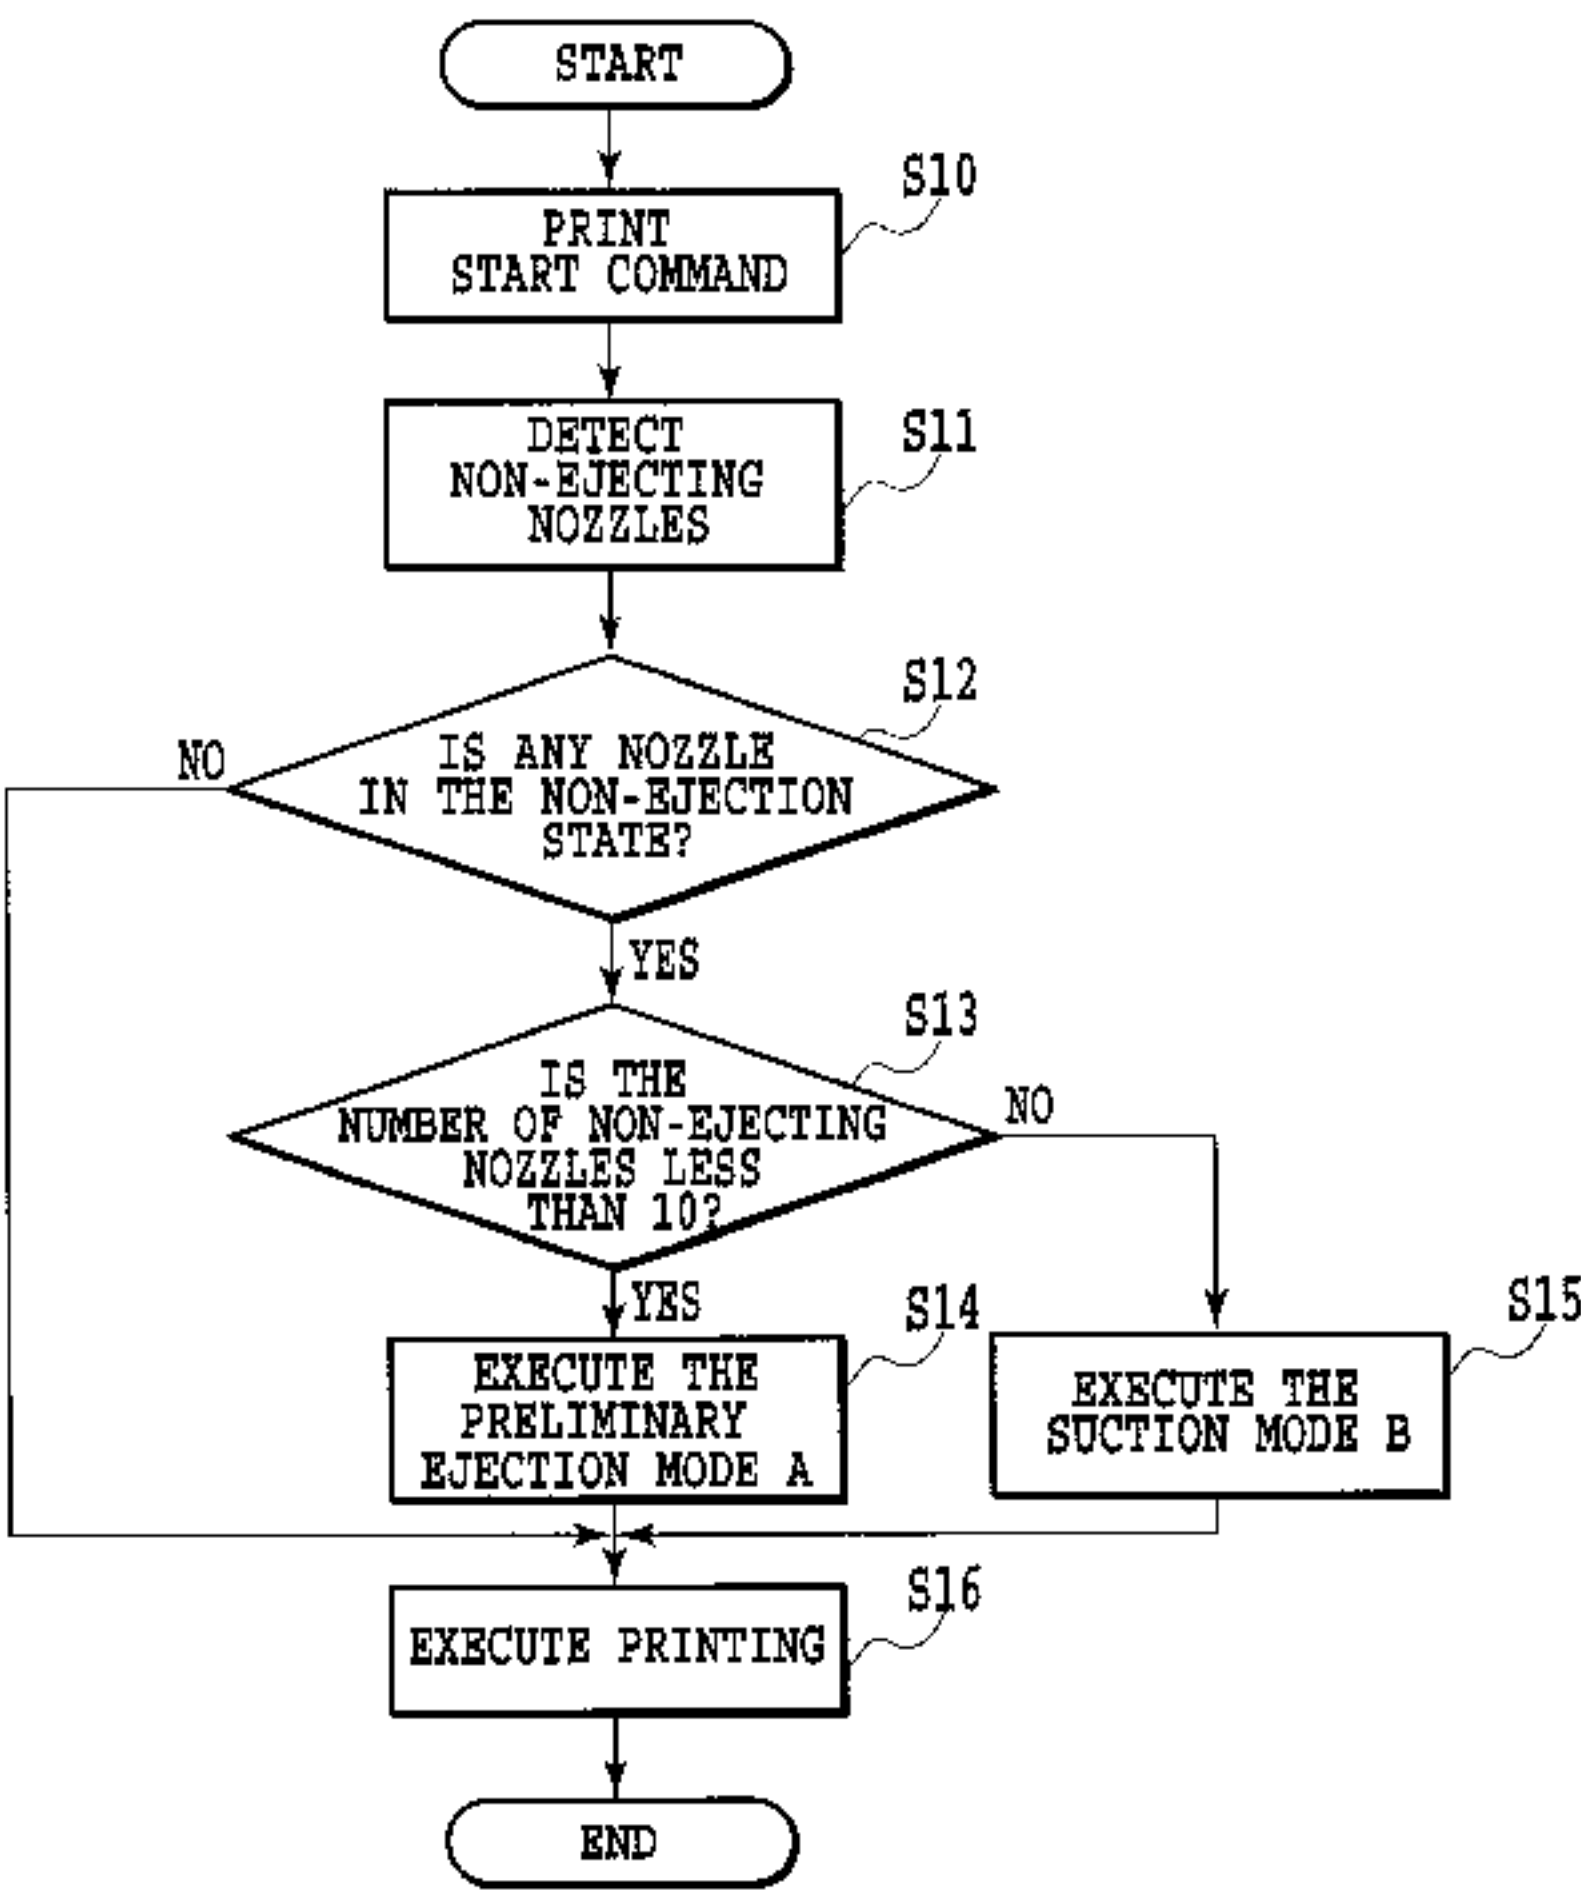 START
S10
PRINT
START COMMAND
S11
DETECT
NON-EJECTING
NOZZLES
S12
NO
IS ANY NOZZLE
IN THE NON-EJECTION
STATE?
YES
S13
IS THE
NUMBER OF NON-EJECTING
NOZZLES LESS
THAN 10?
NO
YES
S14
EXECUTE THE
PRELIMINARY
EJECTION MODE A
S15
EXECUTE THE
SUCTION MODE B
S16
EXECUTE PRINTING
END